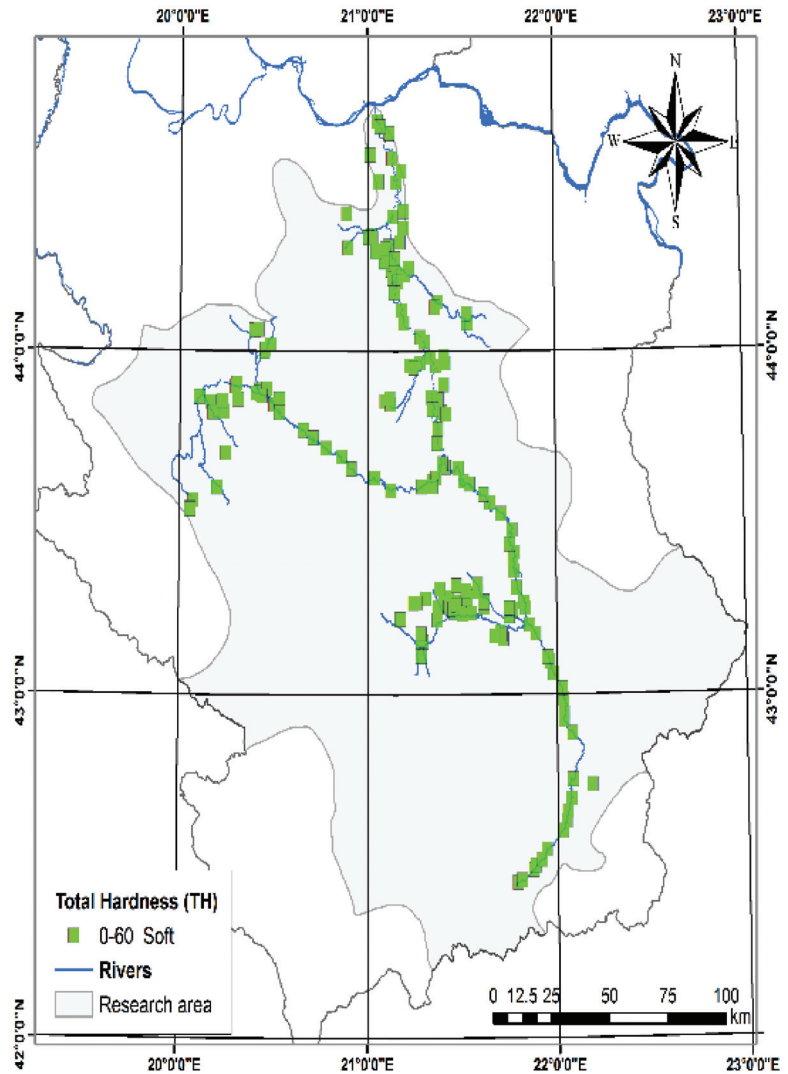 20°0'0"E 21°0'0"E 22°0'0"E 23°0'0"E
N
W E
S
44°0'0"N 44°0'0"N
43°0'0"N 43°0'0"N
Total Hardness (TH)
0-60 Soft
Rivers
Research area
0 12.5 25 50 75 100
km
42°0'0"N 42°0'0"N
20°0'0"E 21°0'0"E 22°0'0"E 23°0'0"E